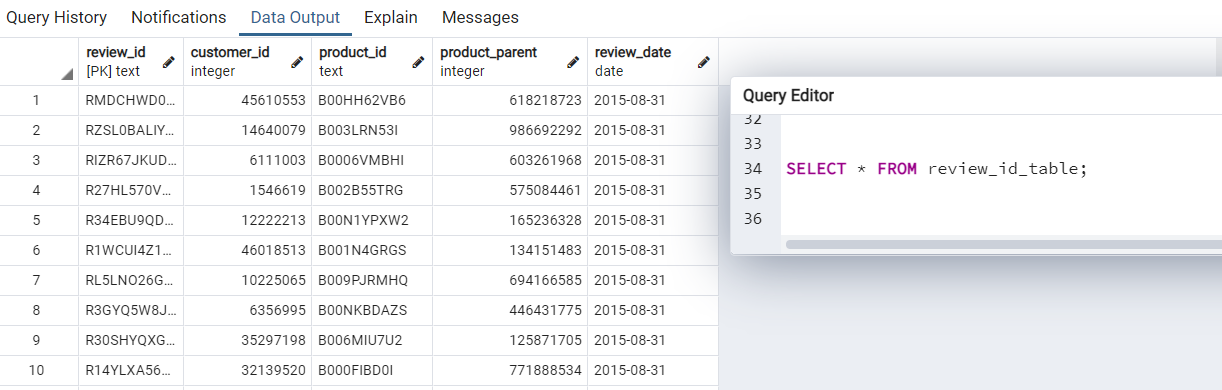 Query History Notifications Data Output Explain Messages
review_id customer_id product_id product_parent review_date
[PK] text integer text integer date
1 RMDCHWD0... 45610553 B00HH62VB6 618218723 2015-08-31
2 RZSL0BALIY... 14640079 B003LRN53I 986692292 2015-08-31
3 RIZR67JKUD... 6111003 B0006VMBHI 603261968 2015-08-31
4 R27HL570V... 1546619 B002B55TRG 575084461 2015-08-31
5 R34EBU9QD... 12222213 B00N1YPXW2 165236328 2015-08-31
6 R1WCUI4Z1... 46018513 B001N4GRGS 134151483 2015-08-31
7 RL5LNO26G... 10225065 B009PJRMHQ 694166585 2015-08-31
8 R3GYQ5W8J... 6356995 B00NKBDAZS 446431775 2015-08-31
9 R30SHYQXG... 35297198 B006MIU7U2 125871705 2015-08-31
10 R14YLXA56... 32139520 B000FIBD0I 771888534 2015-08-31
Query Editor
32
33
34 SELECT * FROM review_id_table;
35
36